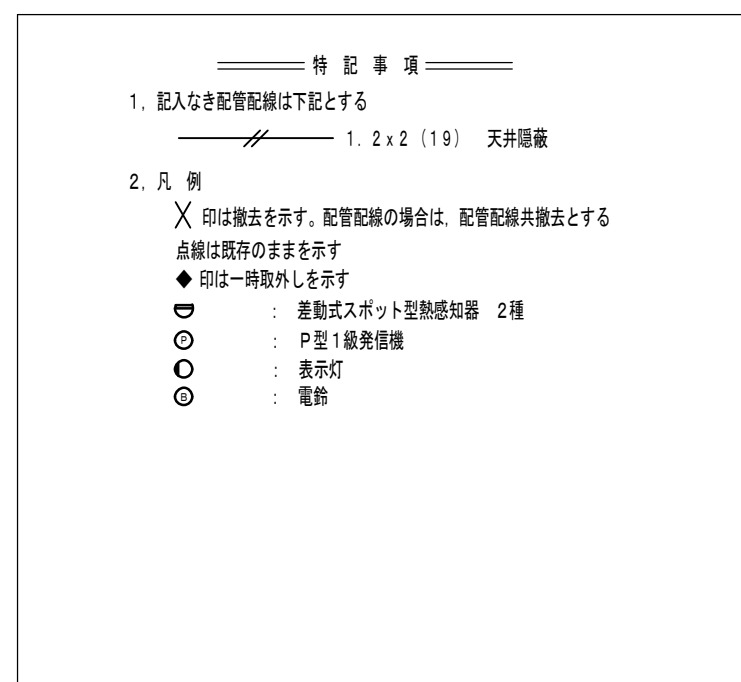 特 記 事 項
1, 記入なき配管配線は下記とする
1. 2x2 (19) 天井隠蔽
2, 凡 例
╳ 印は撤去を示す。配管配線の場合は, 配管配線共撤去とする
点線は既存のままを示す
◆ 印は一時取外しを示す
: 差動式スポット型熱感知器 2種
P : P型1級発信機
: 表示灯
B : 電鈴